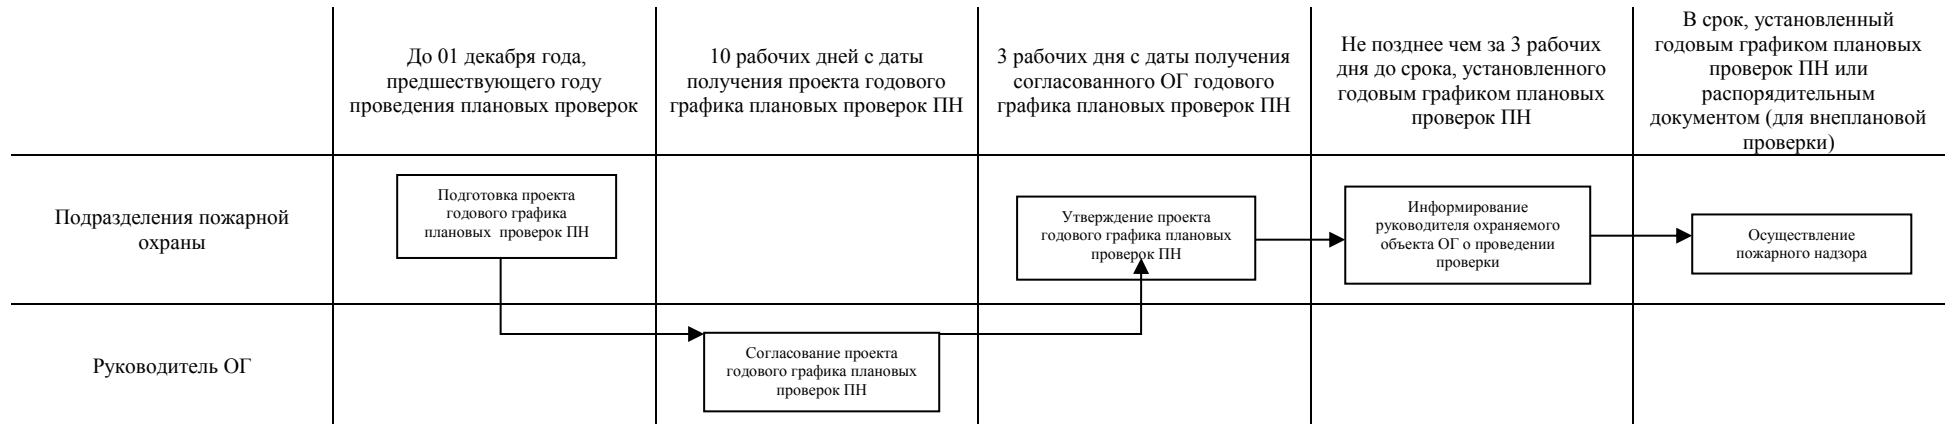 До 01 декабря года,
предшествующего году
проведения плановых проверок
10 рабочих дней с даты
получения проекта годового
графика плановых проверок ПН
3 рабочих дня с даты получения
согласованного ОГ годового
графика плановых проверок ПН
Не позднее чем за 3 рабочих
дня до срока, установленного
годовым графиком плановых
проверок ПН
В срок, установленный
годовым графиком плановых
проверок ПН или
распорядительным
документом (для внеплановой
проверки)
Подразделения пожарной
охраны
Подготовка проекта
годового графика
плановых проверок ПН
Утверждение проекта
годового графика плановых
проверок ПН
Информирование
руководителя охраняемого
объекта ОГ о проведении
проверки
Осуществление
пожарного надзора
Руководитель ОГ
Согласование проекта
годового графика плановых
проверок ПН